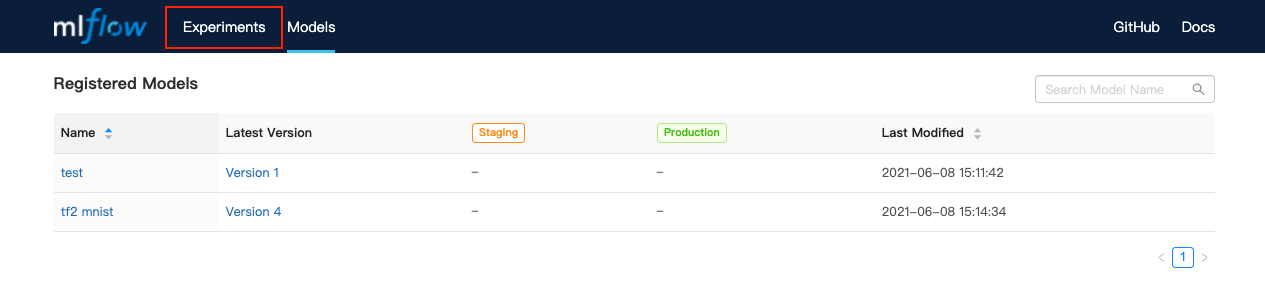 mlflow Experiments Models GitHub Docs
Registered Models
Search Model Name
Name Latest Version Staging Production Last Modified
test Version 1 – – 2021–06–08 15:11:42
tf2 mnist Version 4 – – 2021–06–08 15:14:34
< 1 >